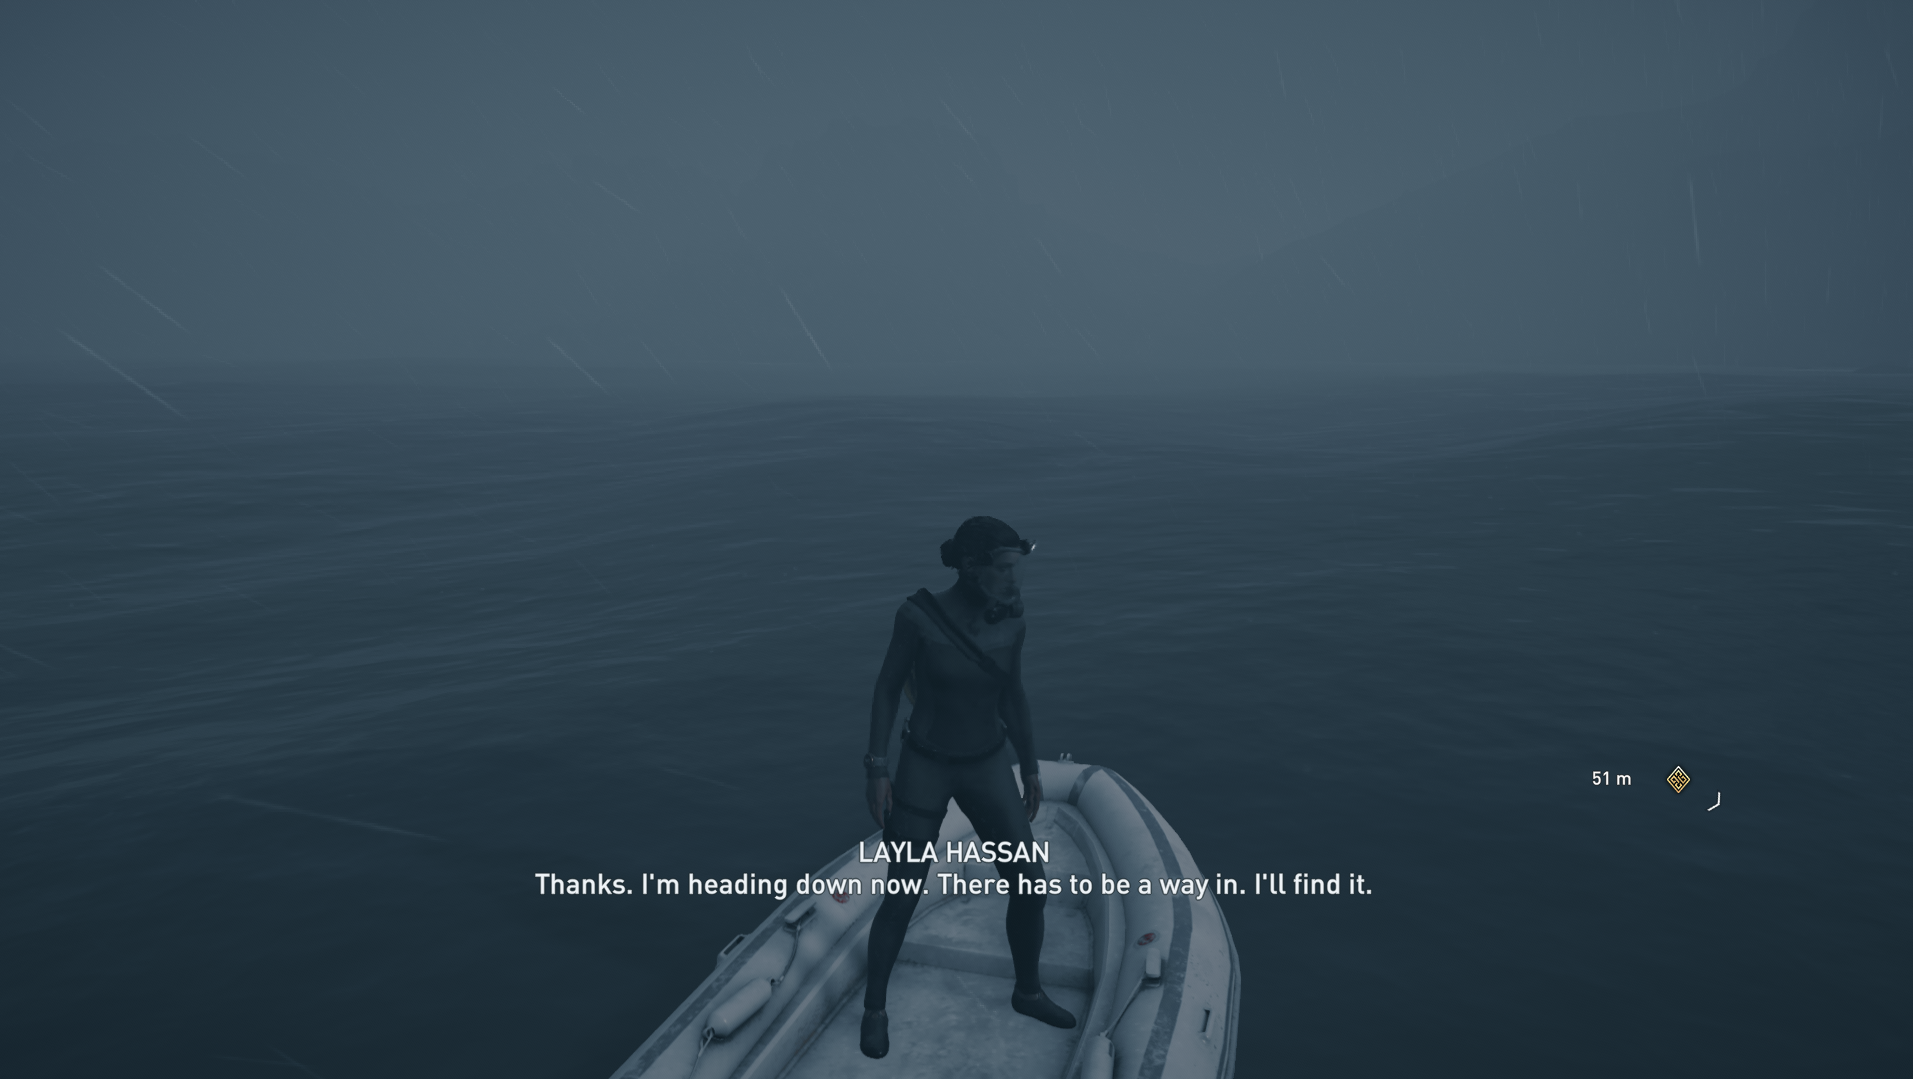 51 m
LAYLA HASSAN
Thanks. I'm heading down now. There has to be a way in. I'll find it.